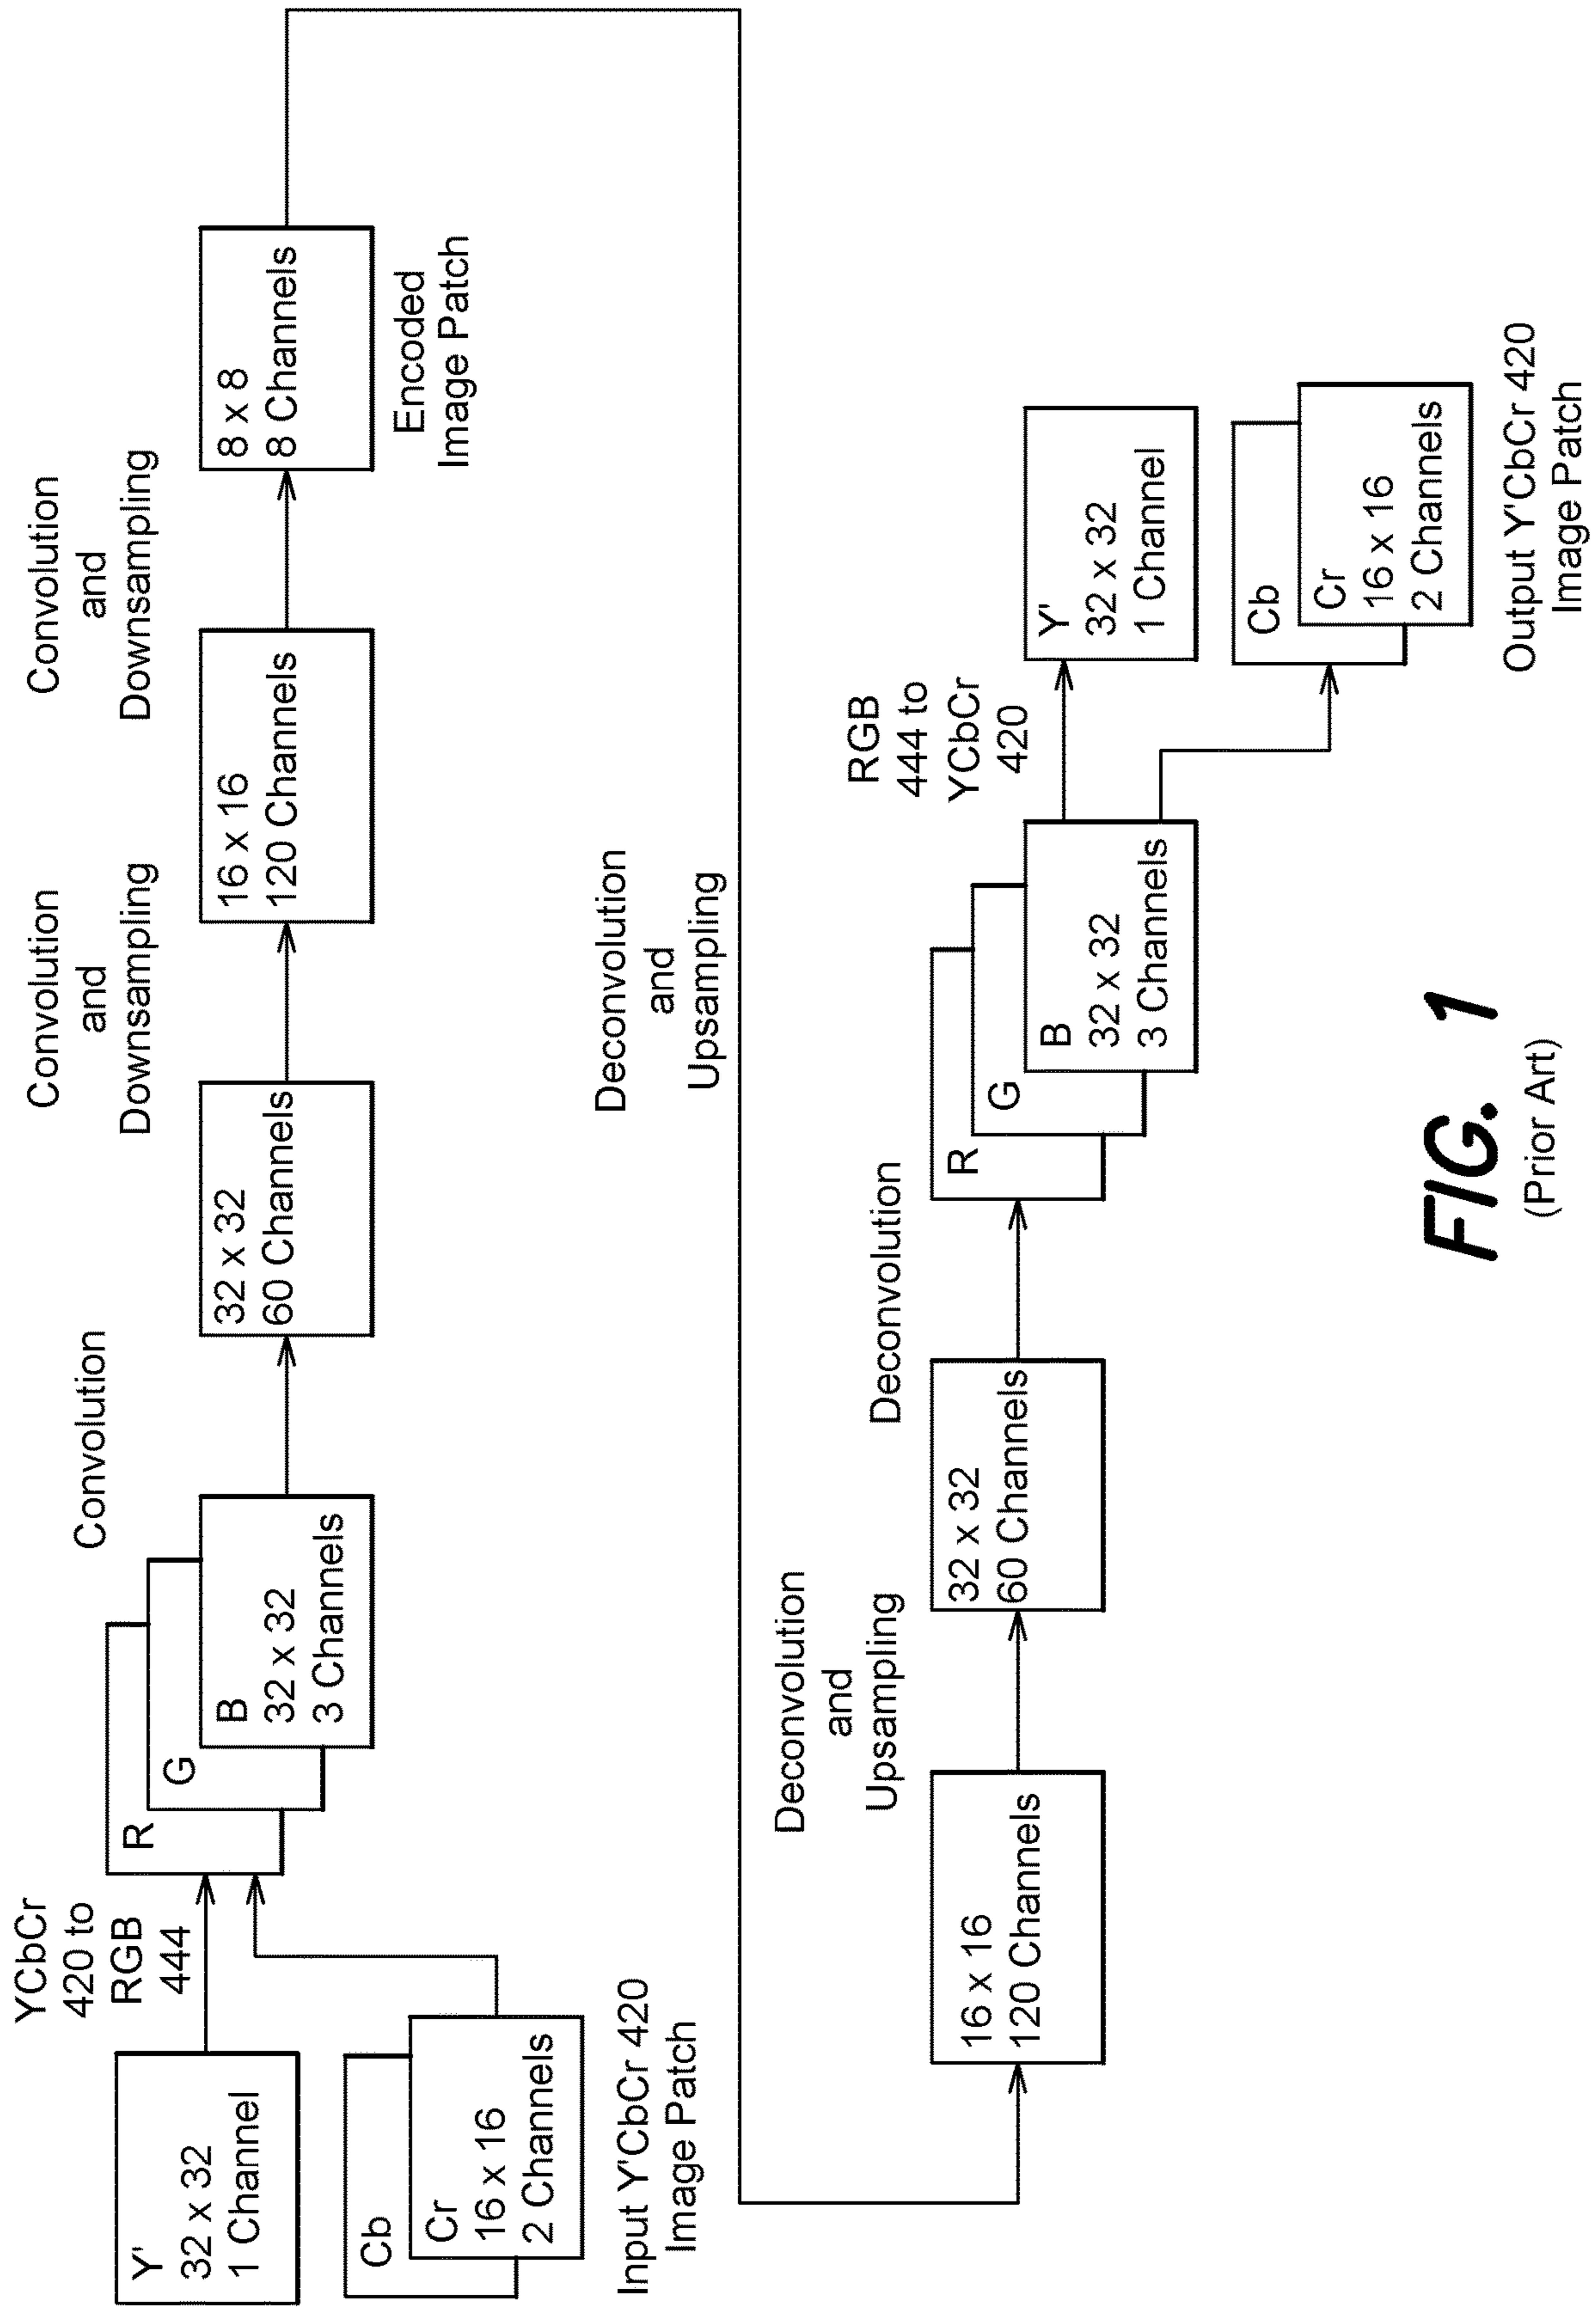 YCbCr
420 to
RGB
444
Convolution
Convolution
and
Downsampling
Convolution
and
Downsampling
Y'
32 x 32
1 Channel
Cb
Cr
16 x 16
2 Channels
Input Y'CbCr 420
Image Patch
R
G
B
32 x 32
3 Channels
32 x 32
60 Channels
16 x 16
120 Channels
8 x 8
8 Channels
Encoded
Image Patch
Deconvolution
and
Upsampling
Deconvolution
and
Upsampling
Deconvolution
RGB
444 to
YCbCr
420
16 x 16
120 Channels
32 x 32
60 Channels
R
G
B
32 x 32
3 Channels
Y'
32 x 32
1 Channel
Cb
Cr
16 x 16
2 Channels
Output Y'CbCr 420
Image Patch
FIG. 1
(Prior Art)